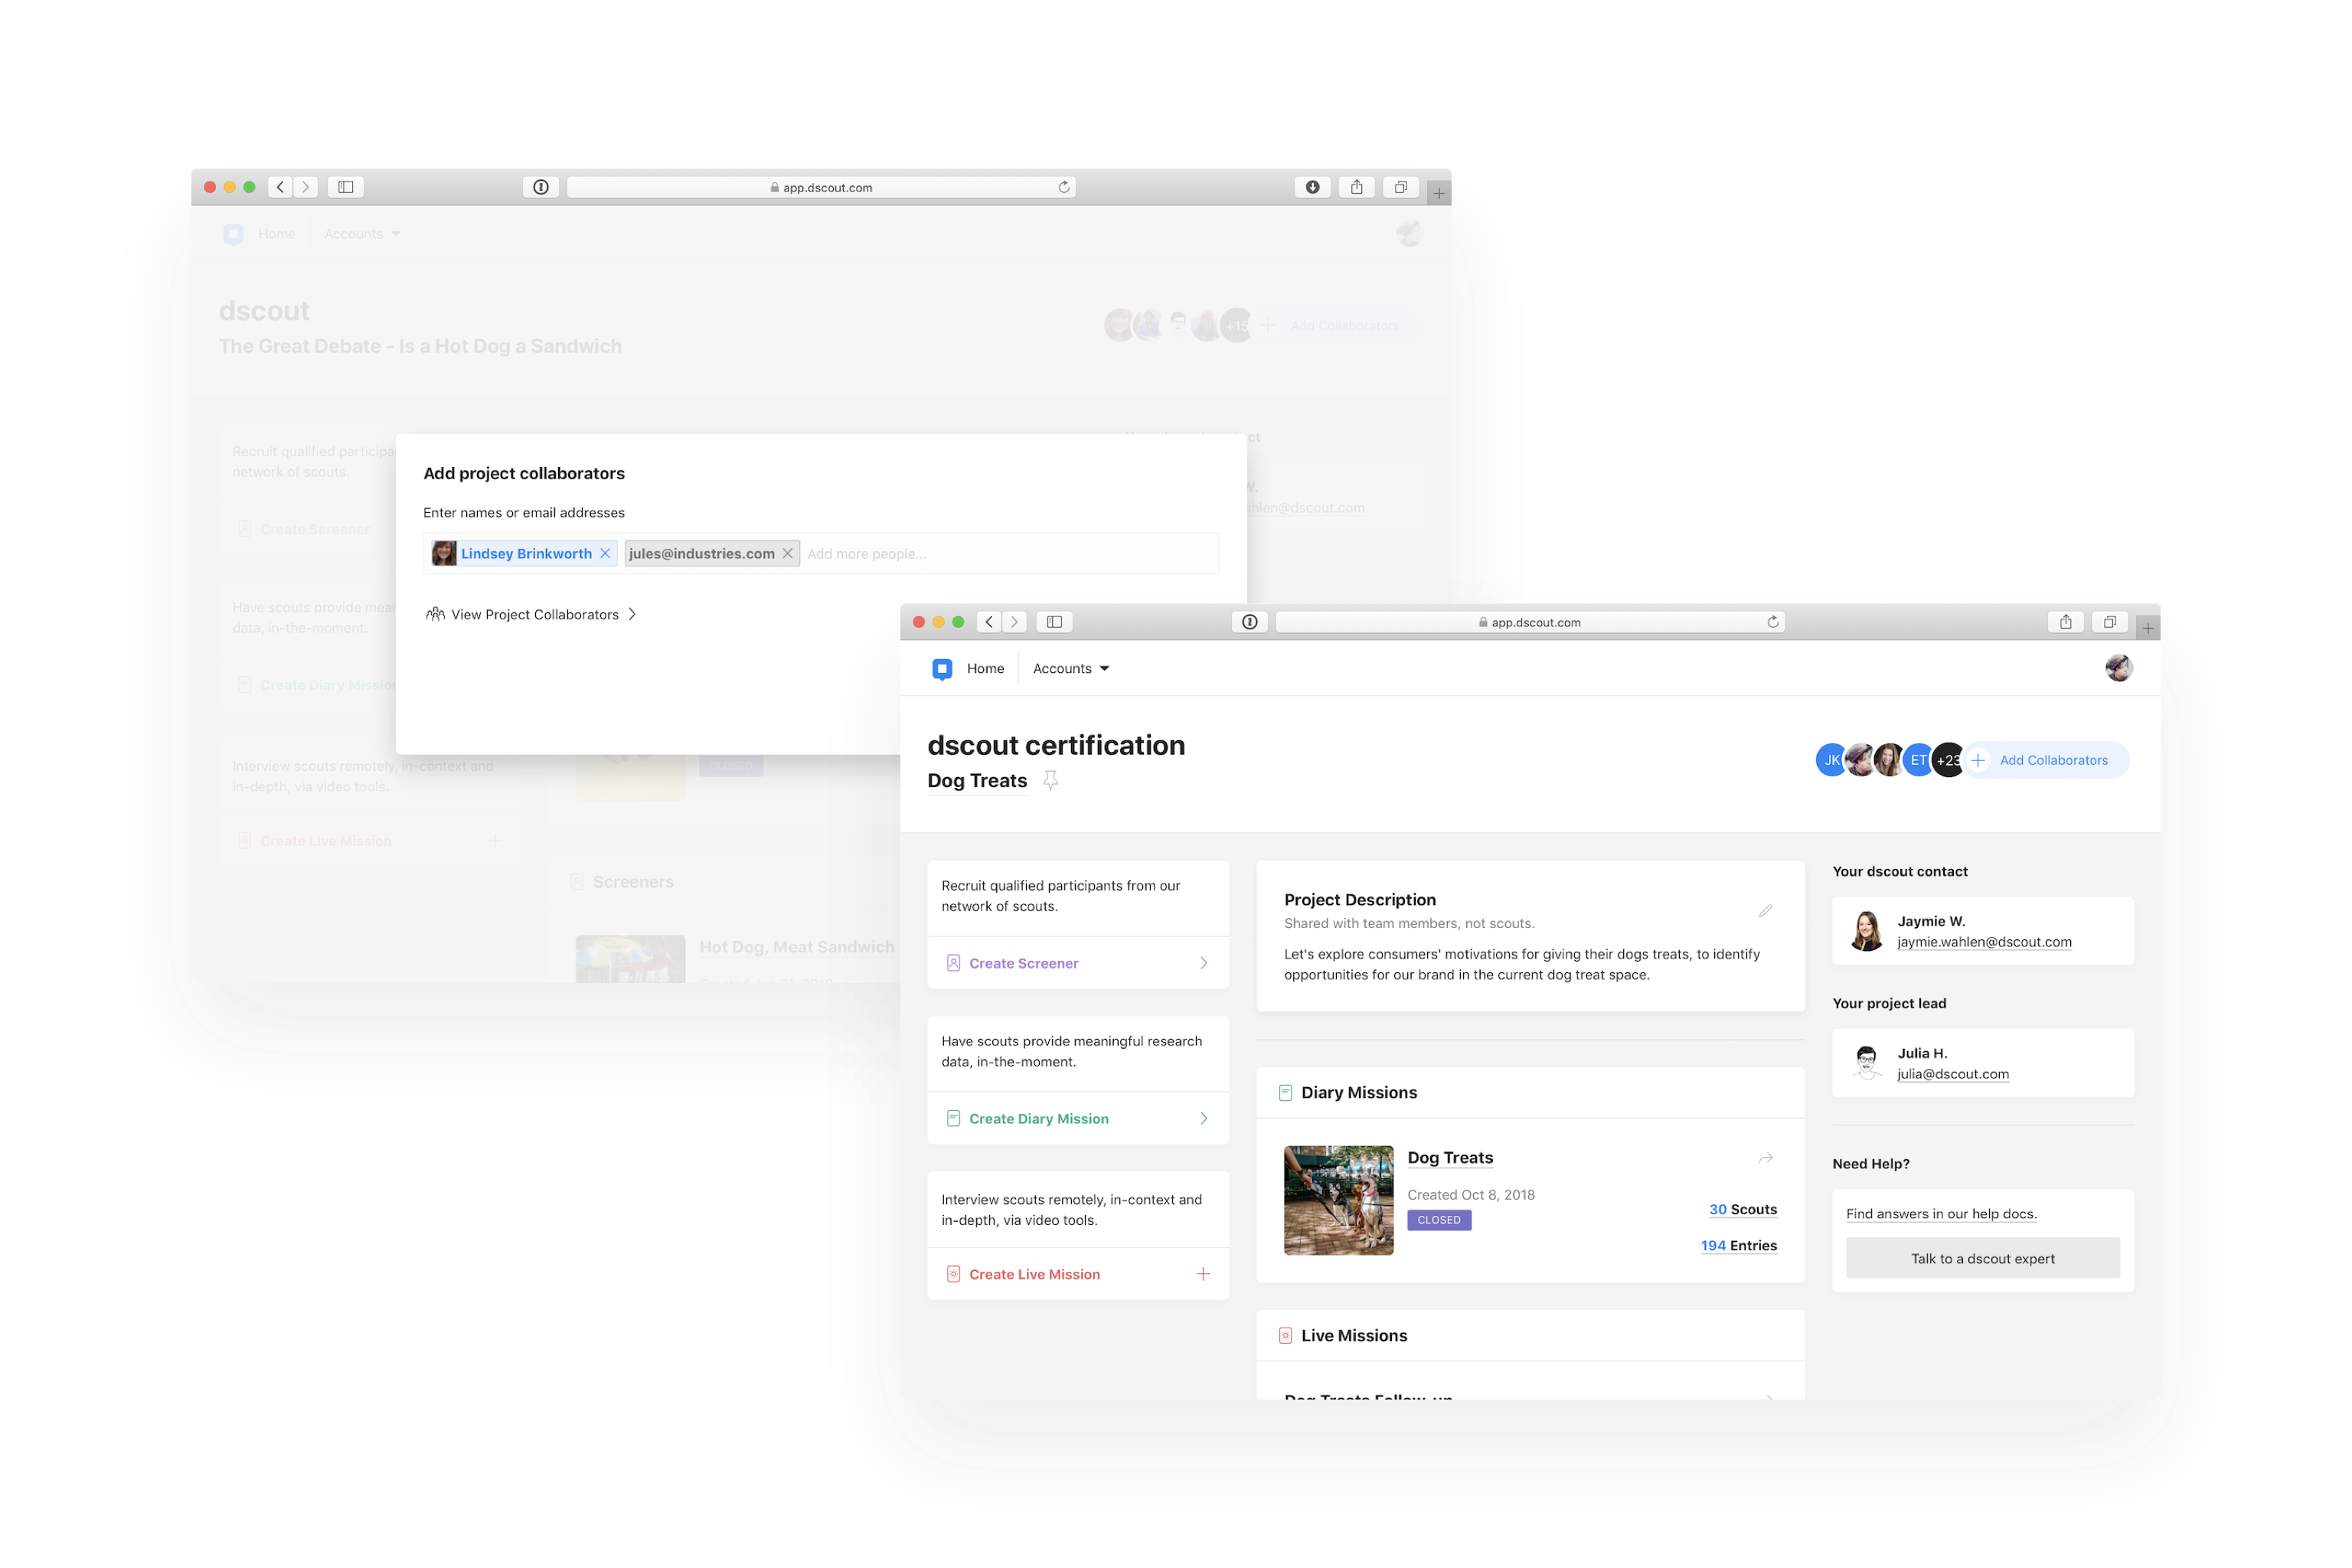 app.dscout.com
Home
Accounts
dscout
The Great Debate - Is a Hot Dog a Sandwich
+15
Add Collaborators
Recruit qualified
network of scouts.
Create Screener
Have scouts provide
data, in-the-moment.
Create Diary
Interview scouts remotely, in-context and
in-depth, via video tools.
Create Live Mission
Add project collaborators
Enter names or email addresses
Lindsey Brinkworth
jules@industries.com
Add more people...
View Project Collaborators
CLOSED
Screeners
Hot Dog, Meat Sandwich
app.dscout.com
Home
Accounts
dscout certification
Dog Treats
JK
ET
+23
Add Collaborators
Recruit qualified participants from our
network of scouts.
Create Screener
Have scouts provide meaningful research
data, in-the-moment.
Create Diary Mission
Interview scouts remotely, in-context and
in-depth, via video tools.
Create Live Mission
Project Description
Shared with team members, not scouts.
Let's explore consumers' motivations for giving their dogs treats, to identify
opportunities for our brand in the current dog treat space.
Diary Missions
Dog Treats
Created Oct 8, 2018
CLOSED
30 Scouts
194 Entries
Live Missions
Dog Treats Follow-up
Your dscout contact
Jaymie W.
jaymie.wahlen@dscout.com
Your project lead
Julia H.
julia@dscout.com
Need Help?
Find answers in our help docs.
Talk to a dscout expert